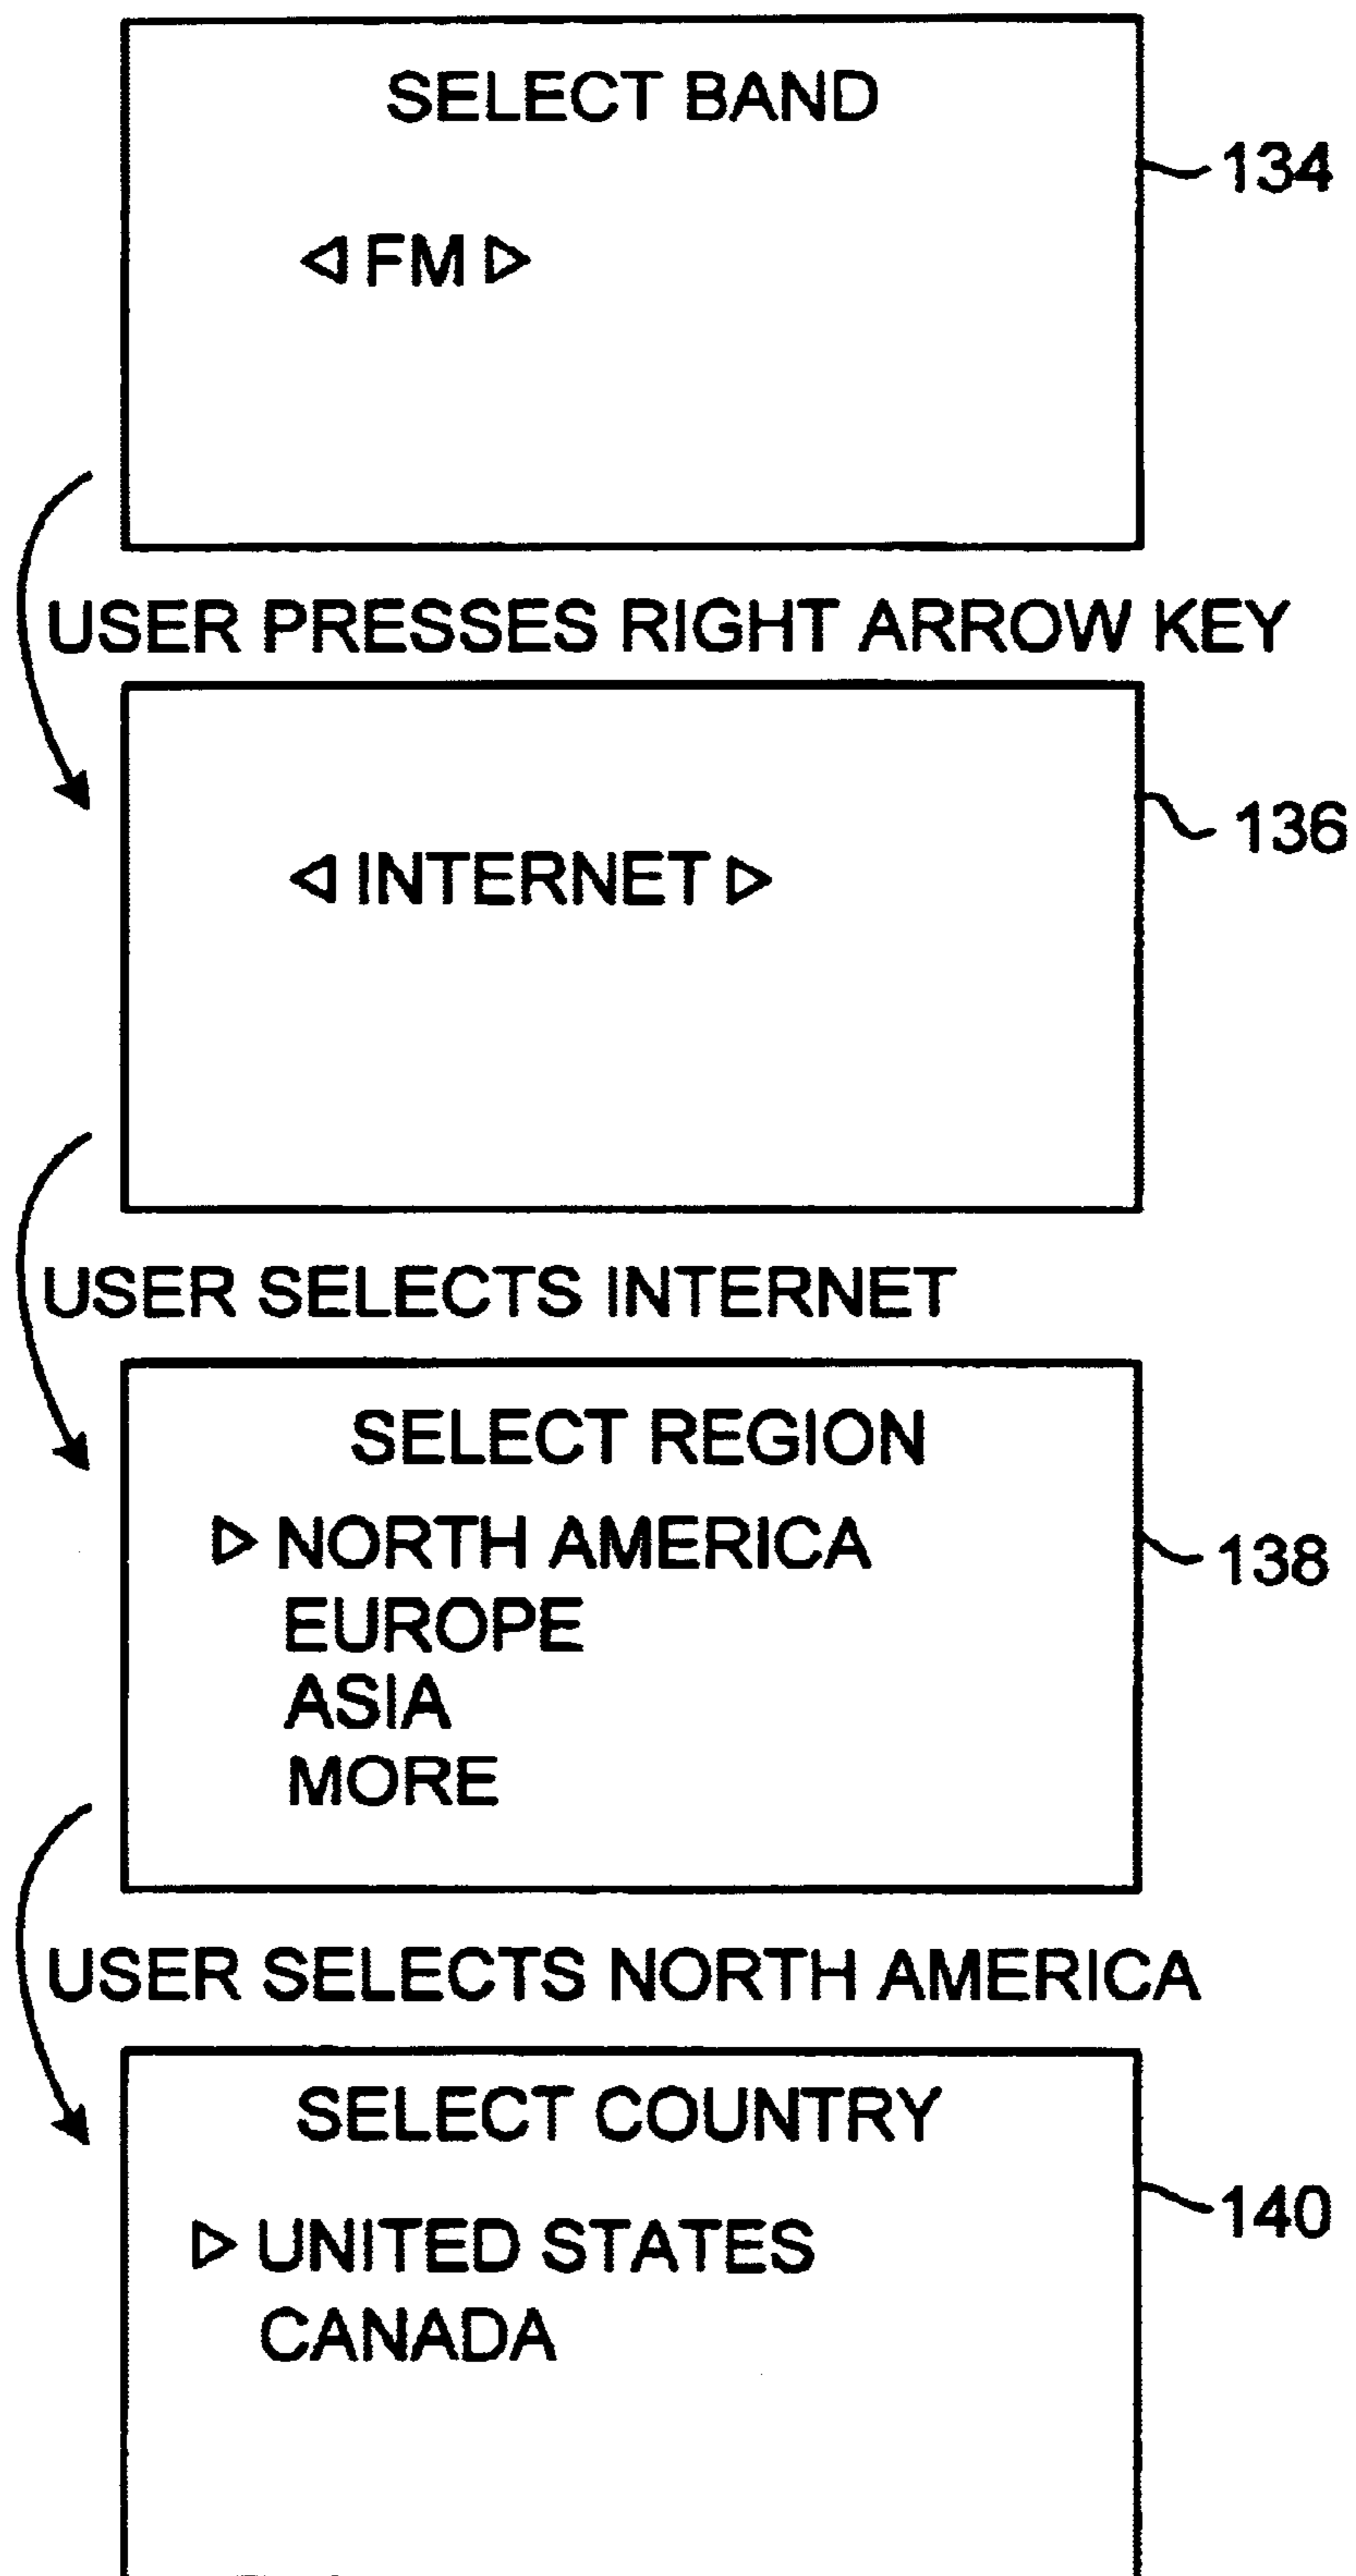 SELECT BAND
134
◁ FM ▷
USER PRESSES RIGHT ARROW KEY
136
◁ INTERNET ▷
USER SELECTS INTERNET
SELECT REGION
▷ NORTH AMERICA
138
EUROPE
ASIA
MORE
USER SELECTS NORTH AMERICA
SELECT COUNTRY
140
▷ UNITED STATES
CANADA